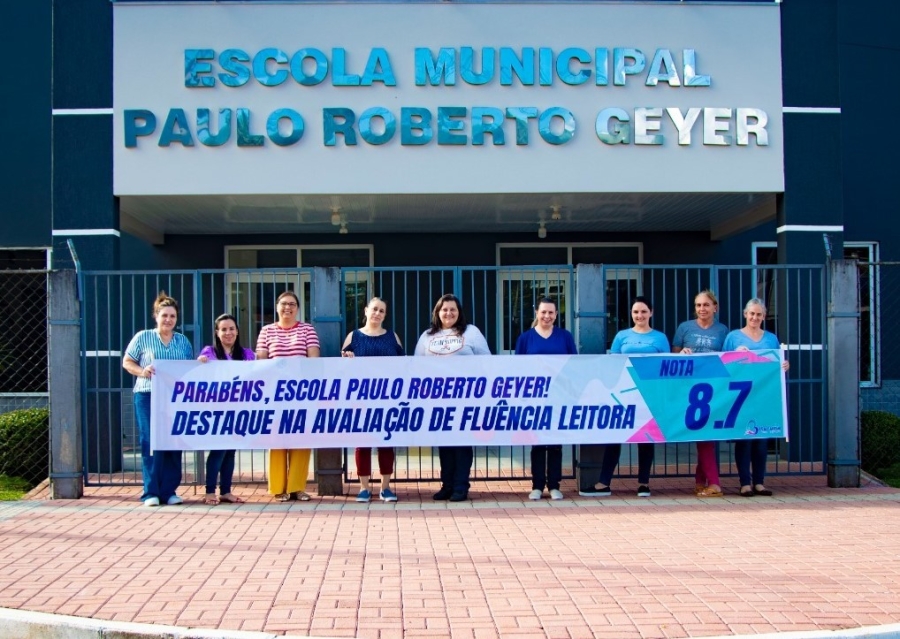 ESCOLA MUNICIPAL
PAULO ROBERTO GEYER
PARABÉNS, ESCOLA PAULO ROBERTO GEYER!
DESTAQUE NA AVALIAÇÃO DE FLUÊNCIA LEITORA
NOTA
8.7